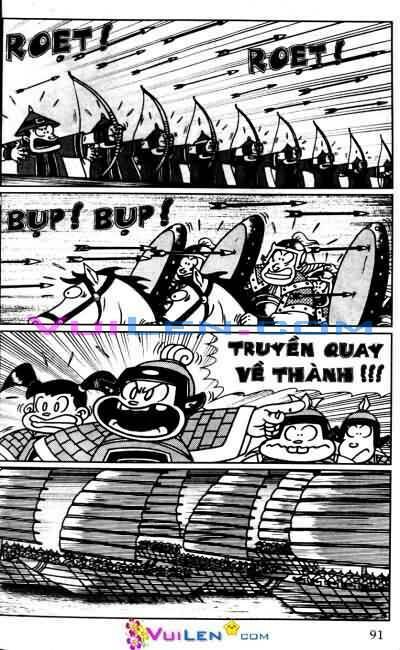 ROẸT!
ROẸT!
BỤP! BỤP!
VUILEN.COM
TRUYỀN QUAY
VỀ THÀNH!!!
91
VUILEN.COM